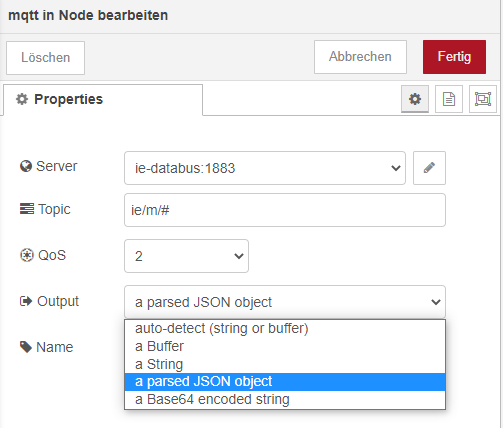 mqtt in Node bearbeiten
Löschen
Abbrechen
Fertig
Properties
Server
ie-databus:1883
Topic
ie/m/#
QoS
2
Output
a parsed JSON object
auto-detect (string or buffer)
a Buffer
Name
a String
a parsed JSON object
a Base64 encoded string